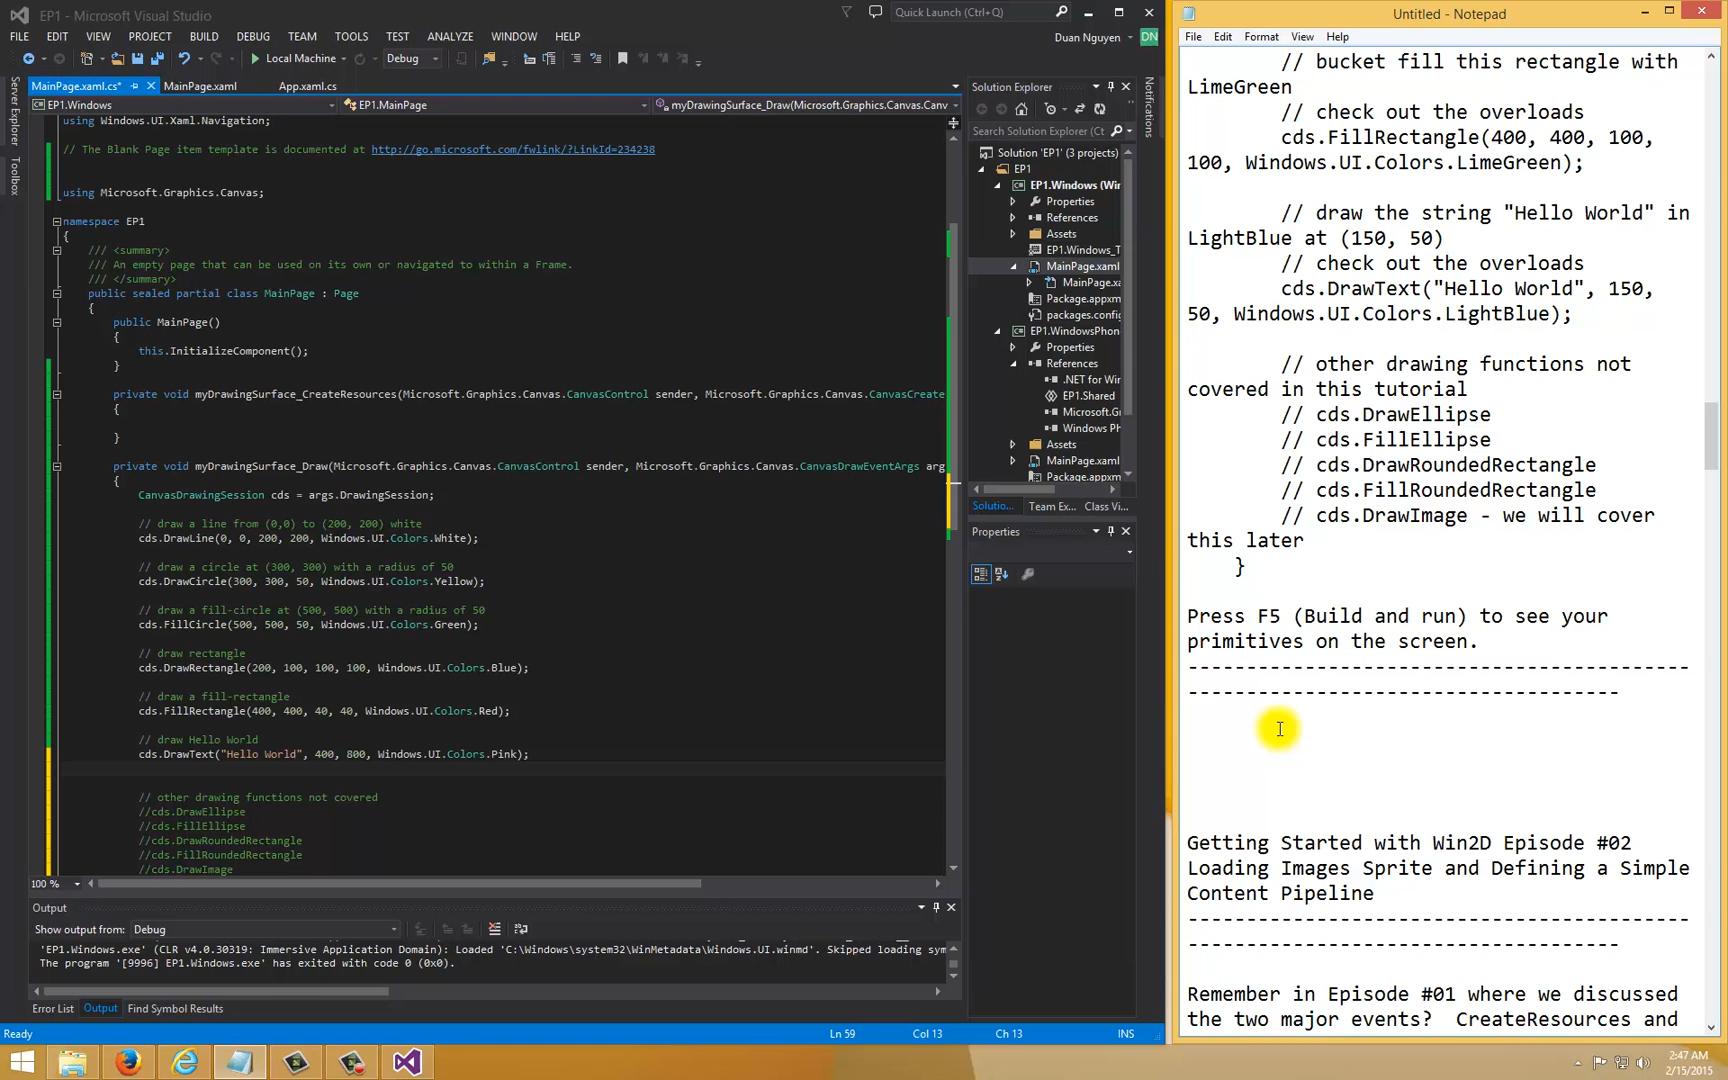 EP1 - Microsoft Visual Studio
Quick Launch (Ctrl+Q)
FILE EDIT VIEW PROJECT BUILD DEBUG TEAM TOOLS TEST ANALYZE WINDOW HELP
Duan Nguyen DN
Local Machine Debug
MainPage.xaml.cs* MainPage.xaml App.xaml.cs
EP1.Windows EP1.MainPage myDrawingSurface_Draw(Microsoft.Graphics.Canvas.Canv
Server Explorer
Toolbox
using Windows.UI.Xaml.Navigation;
// The Blank Page item template is documented at http://go.microsoft.com/fwlink/?LinkId=234238
using Microsoft.Graphics.Canvas;
namespace EP1
{
/// <summary>
/// An empty page that can be used on its own or navigated to within a Frame.
/// </summary>
public sealed partial class MainPage : Page
{
public MainPage()
{
this.InitializeComponent();
}
private void myDrawingSurface_CreateResources(Microsoft.Graphics.Canvas.CanvasControl sender, Microsoft.Graphics.Canvas.CanvasCreate
{
}
private void myDrawingSurface_Draw(Microsoft.Graphics.Canvas.CanvasControl sender, Microsoft.Graphics.Canvas.CanvasDrawEventArgs arg
{
CanvasDrawingSession cds = args.DrawingSession;
// draw a line from (0,0) to (200, 200) white
cds.DrawLine(0, 0, 200, 200, Windows.UI.Colors.White);
// draw a circle at (300, 300) with a radius of 50
cds.DrawCircle(300, 300, 50, Windows.UI.Colors.Yellow);
// draw a fill-circle at (500, 500) with a radius of 50
cds.FillCircle(500, 500, 50, Windows.UI.Colors.Green);
// draw rectangle
cds.DrawRectangle(200, 100, 100, 100, Windows.UI.Colors.Blue);
// draw a fill-rectangle
cds.FillRectangle(400, 400, 40, 40, Windows.UI.Colors.Red);
// draw Hello World
cds.DrawText("Hello World", 400, 800, Windows.UI.Colors.Pink);
// other drawing functions not covered
//cds.DrawEllipse
//cds.FillEllipse
//cds.DrawRoundedRectangle
//cds.FillRoundedRectangle
//cds.DrawImage
100 %
Output
Show output from: Debug
'EP1.Windows.exe' (CLR v4.0.30319: Immersive Application Domain): Loaded 'C:\Windows\system32\WinMetadata\Windows.UI.winmd'. Skipped loading sym
The program '[9996] EP1.Windows.exe' has exited with code 0 (0x0).
Error List Output Find Symbol Results
Ready Ln 59 Col 13 Ch 13 INS
Solution Explorer
Search Solution Explorer (Ct
Solution 'EP1' (3 projects)
EP1
EP1.Windows (Wir
Properties
References
Assets
EP1.Windows_T
MainPage.xaml
MainPage.xa
Package.appxm
packages.config
EP1.WindowsPhon
Properties
References
.NET for Wir
EP1.Shared
Microsoft.Gr
Windows Ph
Assets
MainPage.xaml
Package.appxm
Solutio... Team Ex... Class Vi...
Properties
Notifications
Untitled - Notepad
File Edit Format View Help
// bucket fill this rectangle with
LimeGreen
// check out the overloads
cds.FillRectangle(400, 400, 100,
100, Windows.UI.Colors.LimeGreen);
// draw the string "Hello World" in
LightBlue at (150, 50)
// check out the overloads
cds.DrawText("Hello World", 150,
50, Windows.UI.Colors.LightBlue);
// other drawing functions not
covered in this tutorial
// cds.DrawEllipse
// cds.FillEllipse
// cds.DrawRoundedRectangle
// cds.FillRoundedRectangle
// cds.DrawImage - we will cover
this later
}
Press F5 (Build and run) to see your
primitives on the screen.
-------------------------------------------
-------------------------------------
Getting Started with Win2D Episode #02
Loading Images Sprite and Defining a Simple
Content Pipeline
-------------------------------------------
-------------------------------------
Remember in Episode #01 where we discussed
the two major events?  CreateResources and
2:47 AM
2/15/2015